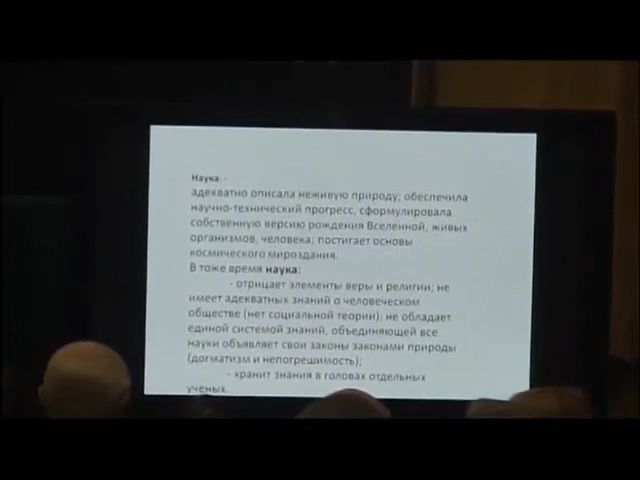 Наука. -
адекватно описала неживую природу; обеспечила
научно-технический прогресс, сформулировала
собственную версию рождения Вселенной, живых
организмов, человека; постигает основы
космического мироздания.
В тоже время наука:
- отрицает элементы веры и религии; не
имеет адекватных знаний о человеческом
обществе (нет социальной теории); не обладает
единой системой знаний, объединяющей все
науки объявляет свои законы законами природы
(догматизм и непогрешимость);
- хранит знания в головах отдельных
ученых.